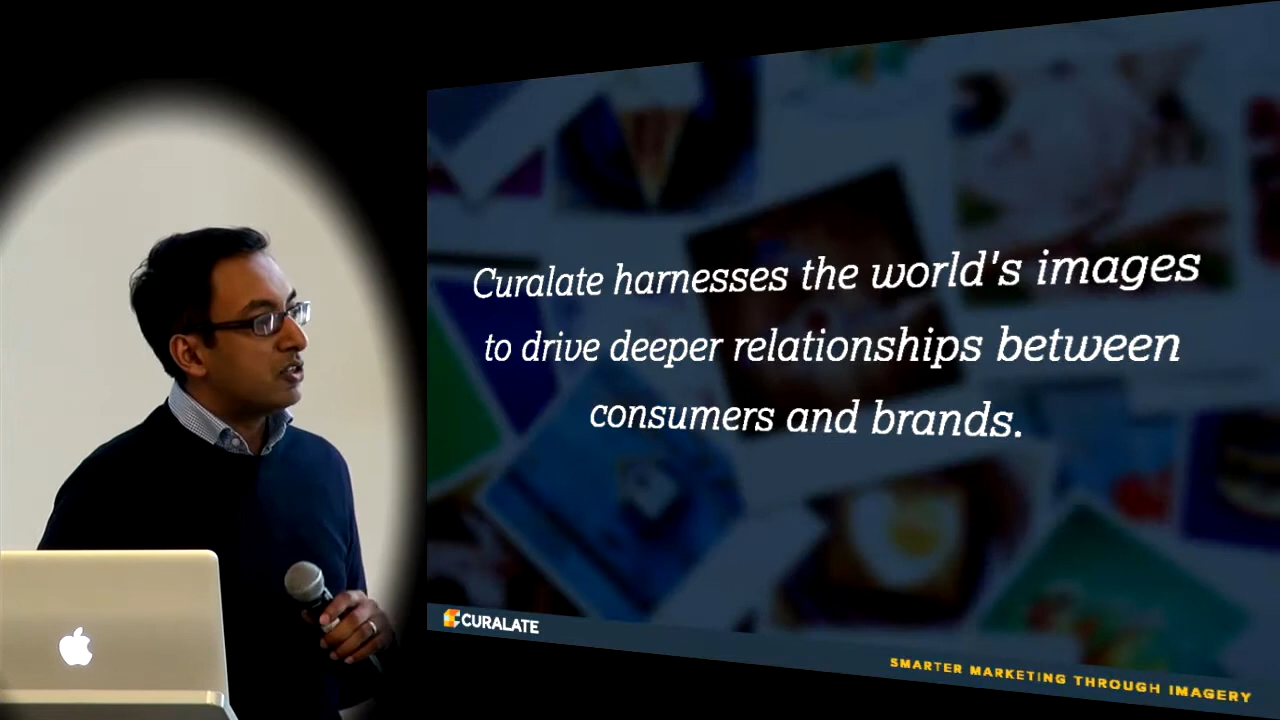 Curalate harnesses the world's images
to drive deeper relationships between
consumers and brands.
CURALATE
SMARTER MARKETING THROUGH IMAGERY